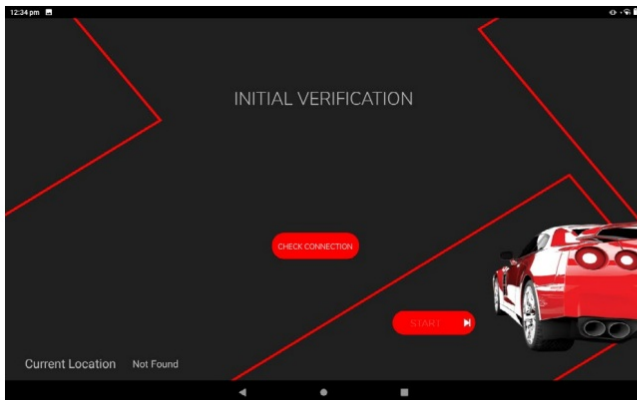 12:34 pm
INITIAL VERIFICATION
CHECK CONNECTION
START
Current Location Not Found